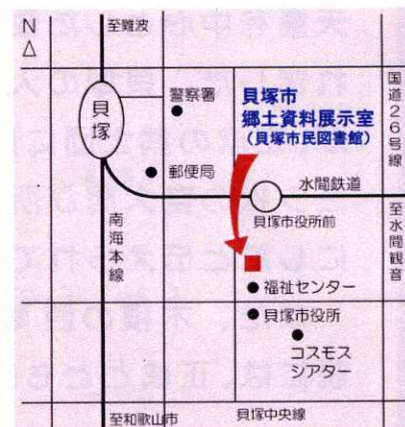 N
至難波
国道26号線
警察署
貝塚市
郷土資料展示室
(貝塚市民図書館)
貝塚
郵便局
水間鉄道
貝塚市役所前
南海本線
至水間観音
福祉センター
貝塚市役所
コスモス
シアター
至和歌山市
貝塚中央線